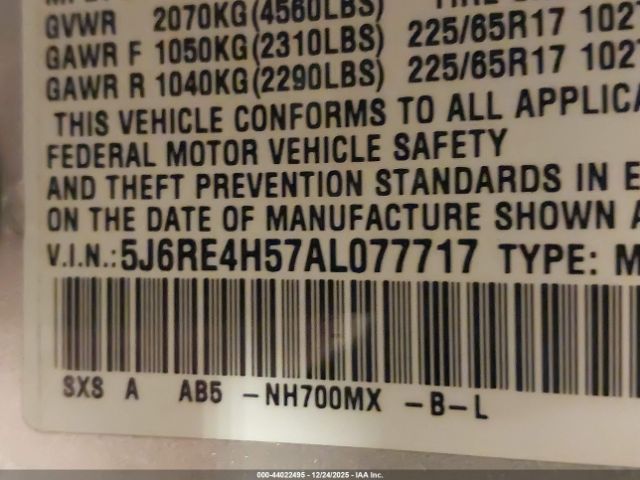 GVWR 2070KG(4560LBS)
GAWR F 1050KG(2310LBS) 225/65R17 102
GAWR R 1040KG(2290LBS) 225/65R17 102
THIS VEHICLE CONFORMS TO ALL APPLICA
FEDERAL MOTOR VEHICLE SAFETY
AND THEFT PREVENTION STANDARDS IN E
ON THE DATE OF MANUFACTURE SHOWN A
V.I.N.:5J6RE4H57AL077717 TYPE: M
SXS A AB5 -NH700MX -B-L
000-44022495 - 12/24/2025 - IAA Inc.